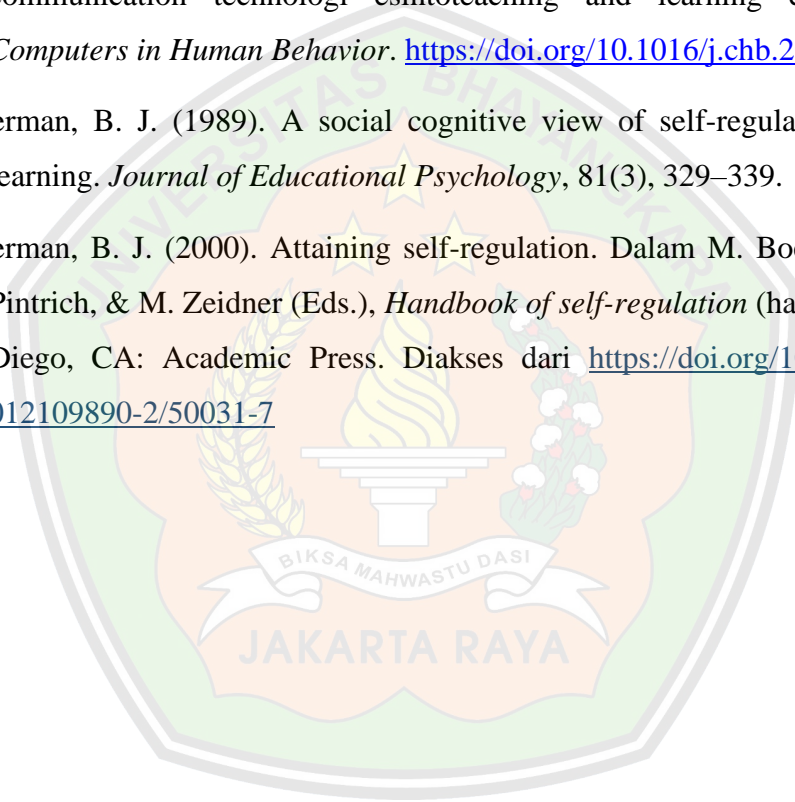 communication technologi esintoteaching and learning
Computers in Human Behavior. https://doi.org/10.1016/j.chb.2
erman, B. J. (1989). A social cognitive view of self-regula
earning. Journal of Educational Psychology, 81(3), 329–339.
erman, B. J. (2000). Attaining self-regulation. Dalam M. Boe
Pintrich, & M. Zeidner (Eds.), Handbook of self-regulation (ha
Diego, CA: Academic Press. Diakses dari https://doi.org/1
012109890-2/50031-7
UNIVERSITAS BHAYANGKARA
BIKSA MAHWASTU DASI
JAKARTA RAYA